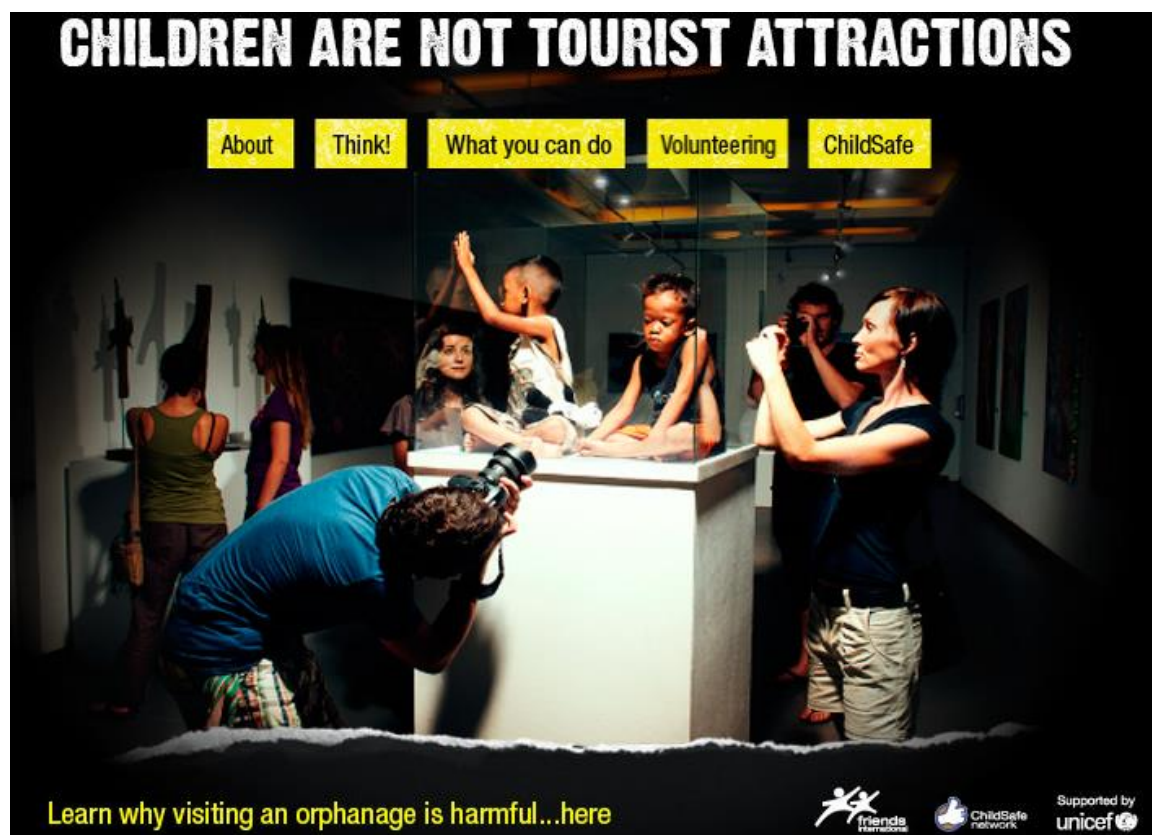 CHILDREN ARE NOT TOURIST ATTRACTIONS
About Think! What you can do Volunteering ChildSafe
Learn why visiting an orphanage is harmful...here
friends
international
ChildSafe
network
Supported by
unicef